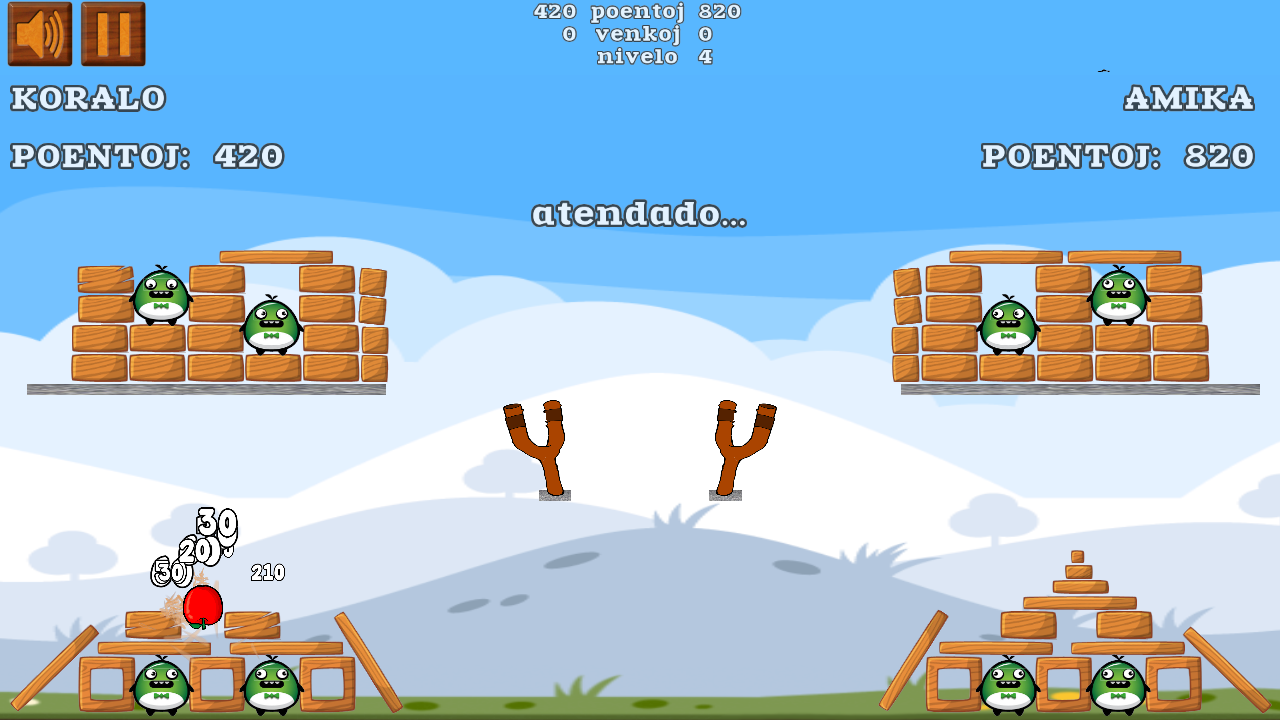 420 poentoj 820
0 venkoj 0
nivelo 4
KORALO
AMIKA
POENTOJ: 420
POENTOJ: 820
atendado...
30
20
30
210